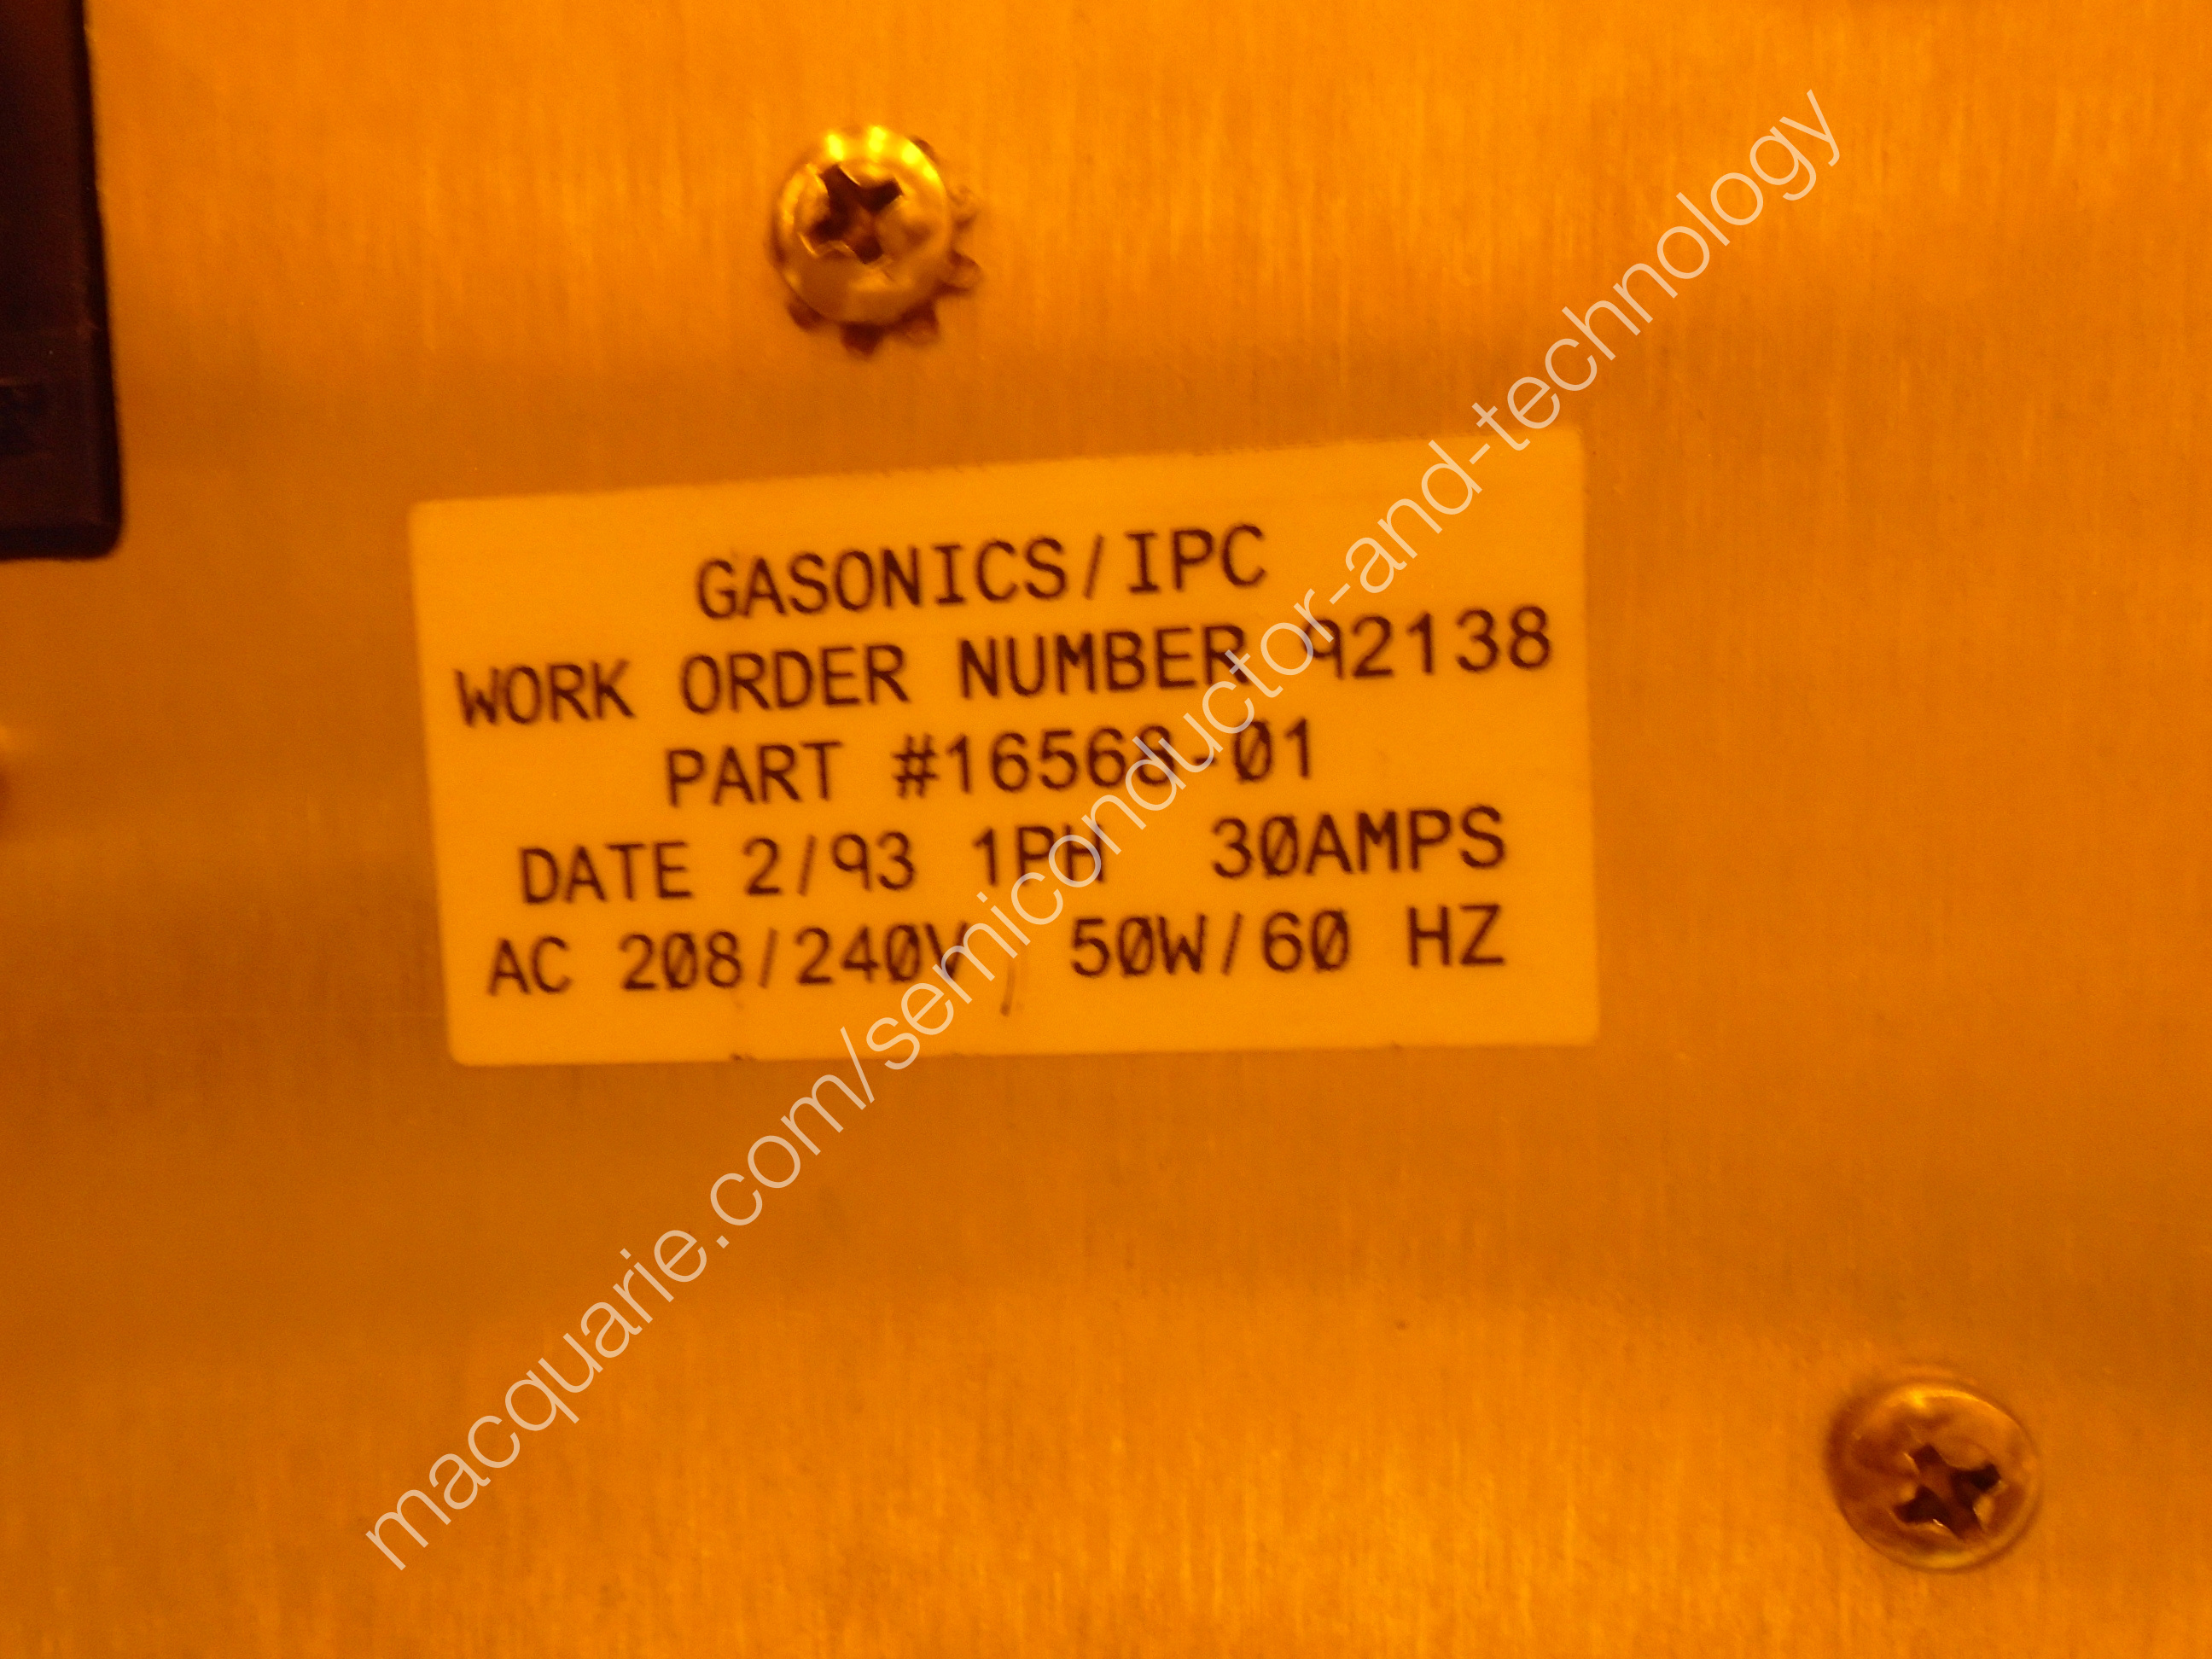 GASONICS/IPC
WORK ORDER NUMBER 92138
PART #16568-01
DATE 2/93 1PH 30AMPS
AC 208/240V 50W/60 HZ
macquarie.com/semiconductor-and-technology